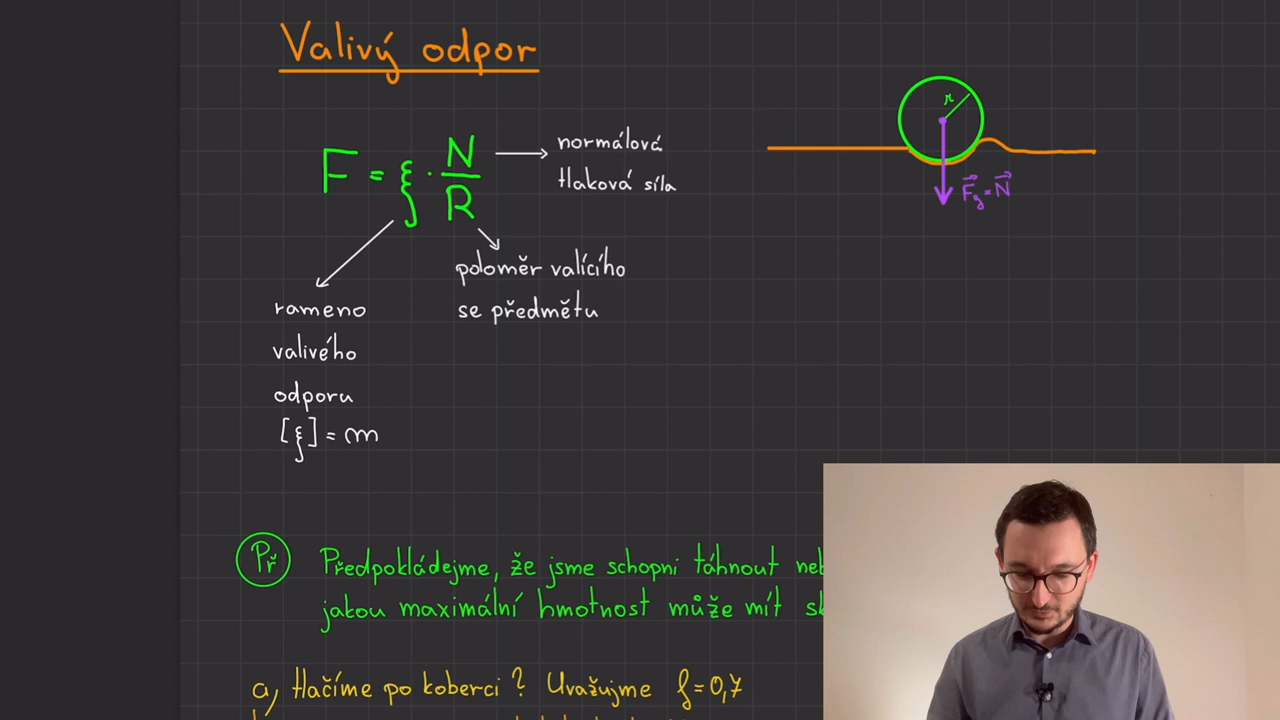 Valivý odpor
F = ξ · N/R
normálová
tlaková síla
poloměr valícího
se předmětu
rameno
valivého
odporu
[ξ] = m
r
F_g = N
Př
Předpokládejme, že jsme schopni táhnout
jakou maximální hmotnost může mít
a, tlačíme po koberci? Uvažujme f = 0,7